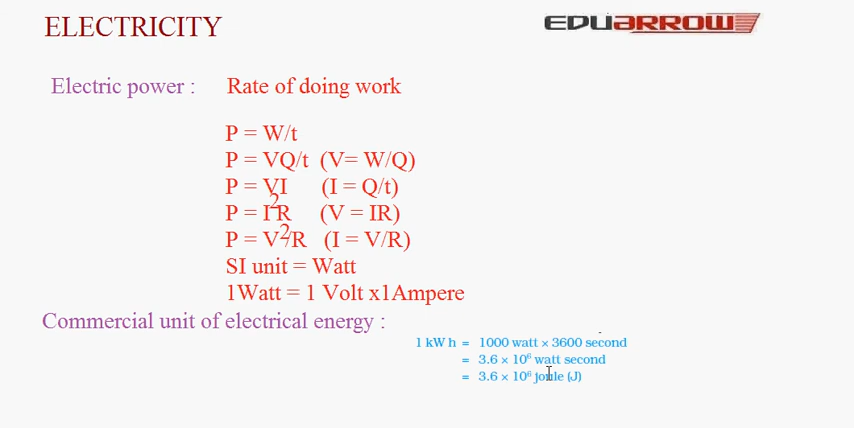 ELECTRICITY
EDUARROW
Electric power : Rate of doing work
P = W/t
P = VQ/t (V= W/Q)
P = VI (I = Q/t)
P = I²R (V = IR)
P = V²/R (I = V/R)
SI unit = Watt
1Watt = 1 Volt x1Ampere
Commercial unit of electrical energy :
1 kW h = 1000 watt × 3600 second
= 3.6 × 10⁶ watt second
= 3.6 × 10⁶ joule (J)